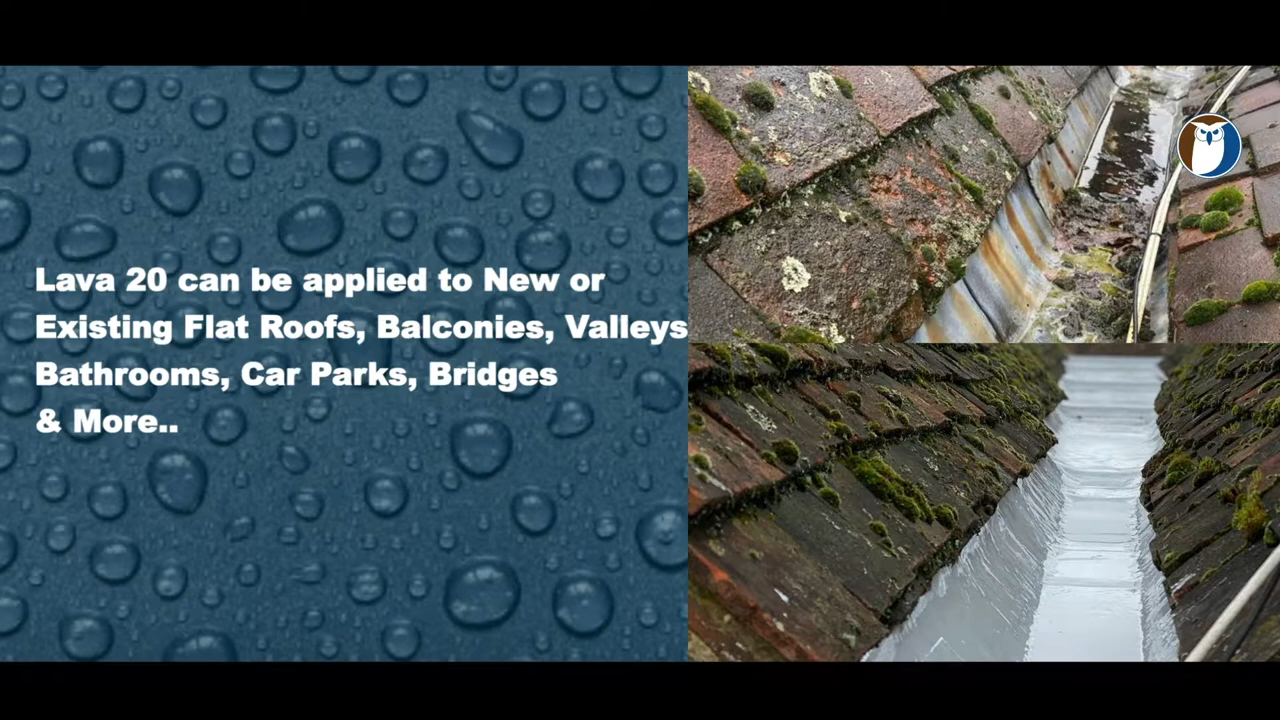 Lava 20 can be applied to New or
Existing Flat Roofs, Balconies, Valleys
Bathrooms, Car Parks, Bridges
& More..